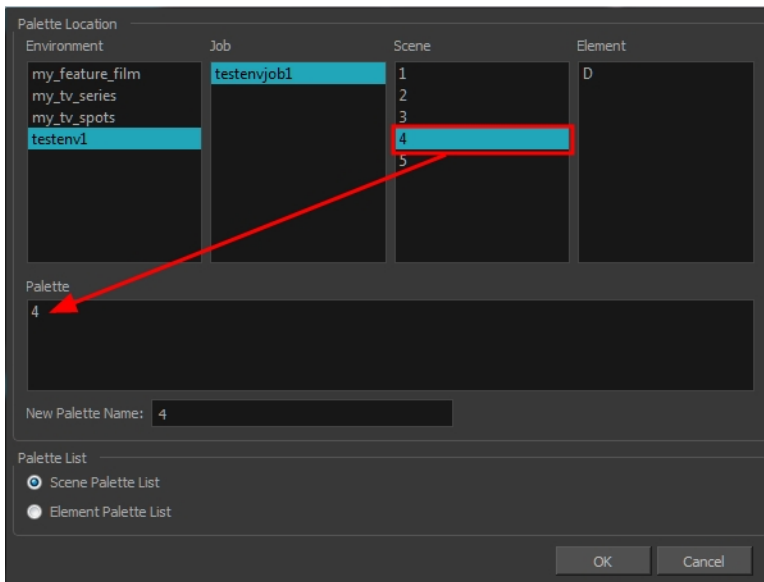 Palette Location
Environment Job Scene Element
my_feature_film testenvjob1 1 D
my_tv_series 2
my_tv_spots 3
testenv1 4
5
Palette
4
New Palette Name: 4
Palette List
Scene Palette List
Element Palette List
OK Cancel